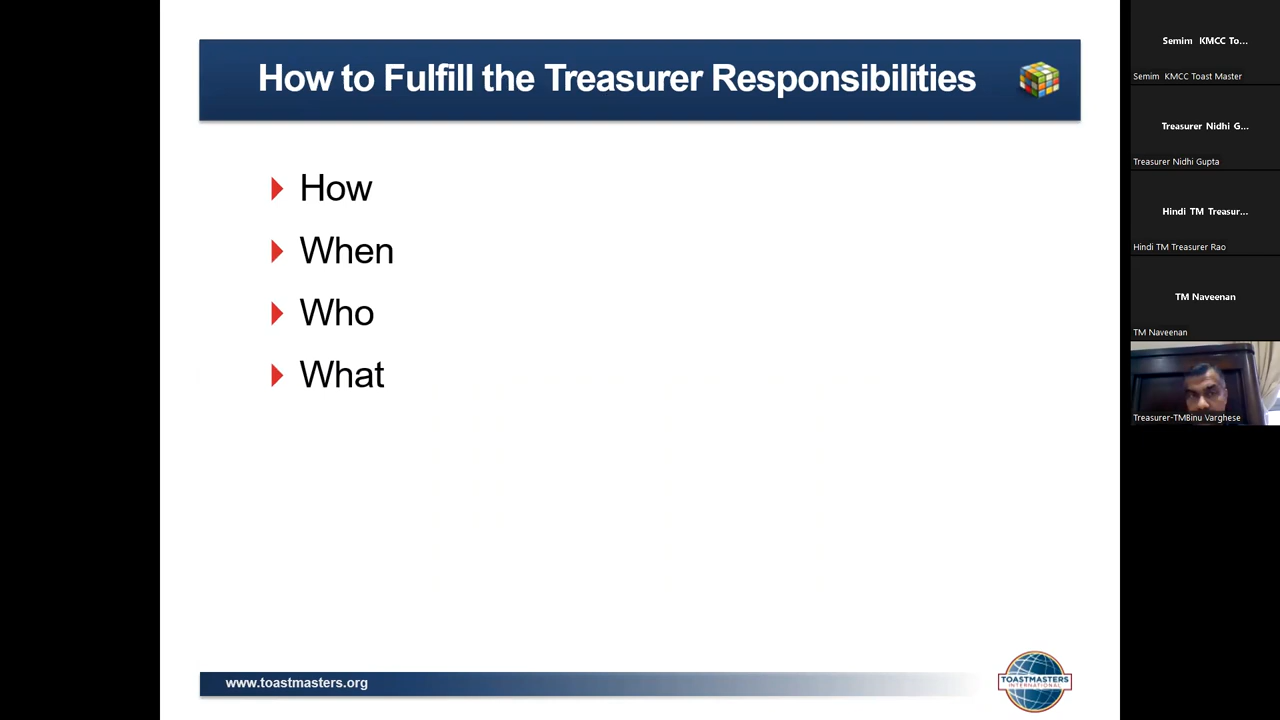 How to Fulfill the Treasurer Responsibilities
How
When
Who
What
www.toastmasters.org
TOASTMASTERS
INTERNATIONAL
Semim KMCC To...
Semim KMCC Toast Master
Treasurer Nidhi G...
Treasurer Nidhi Gupta
Hindi TM Treasur...
Hindi TM Treasurer Rao
TM Naveenan
TM Naveenan
Treasurer-TMBinu Varghese